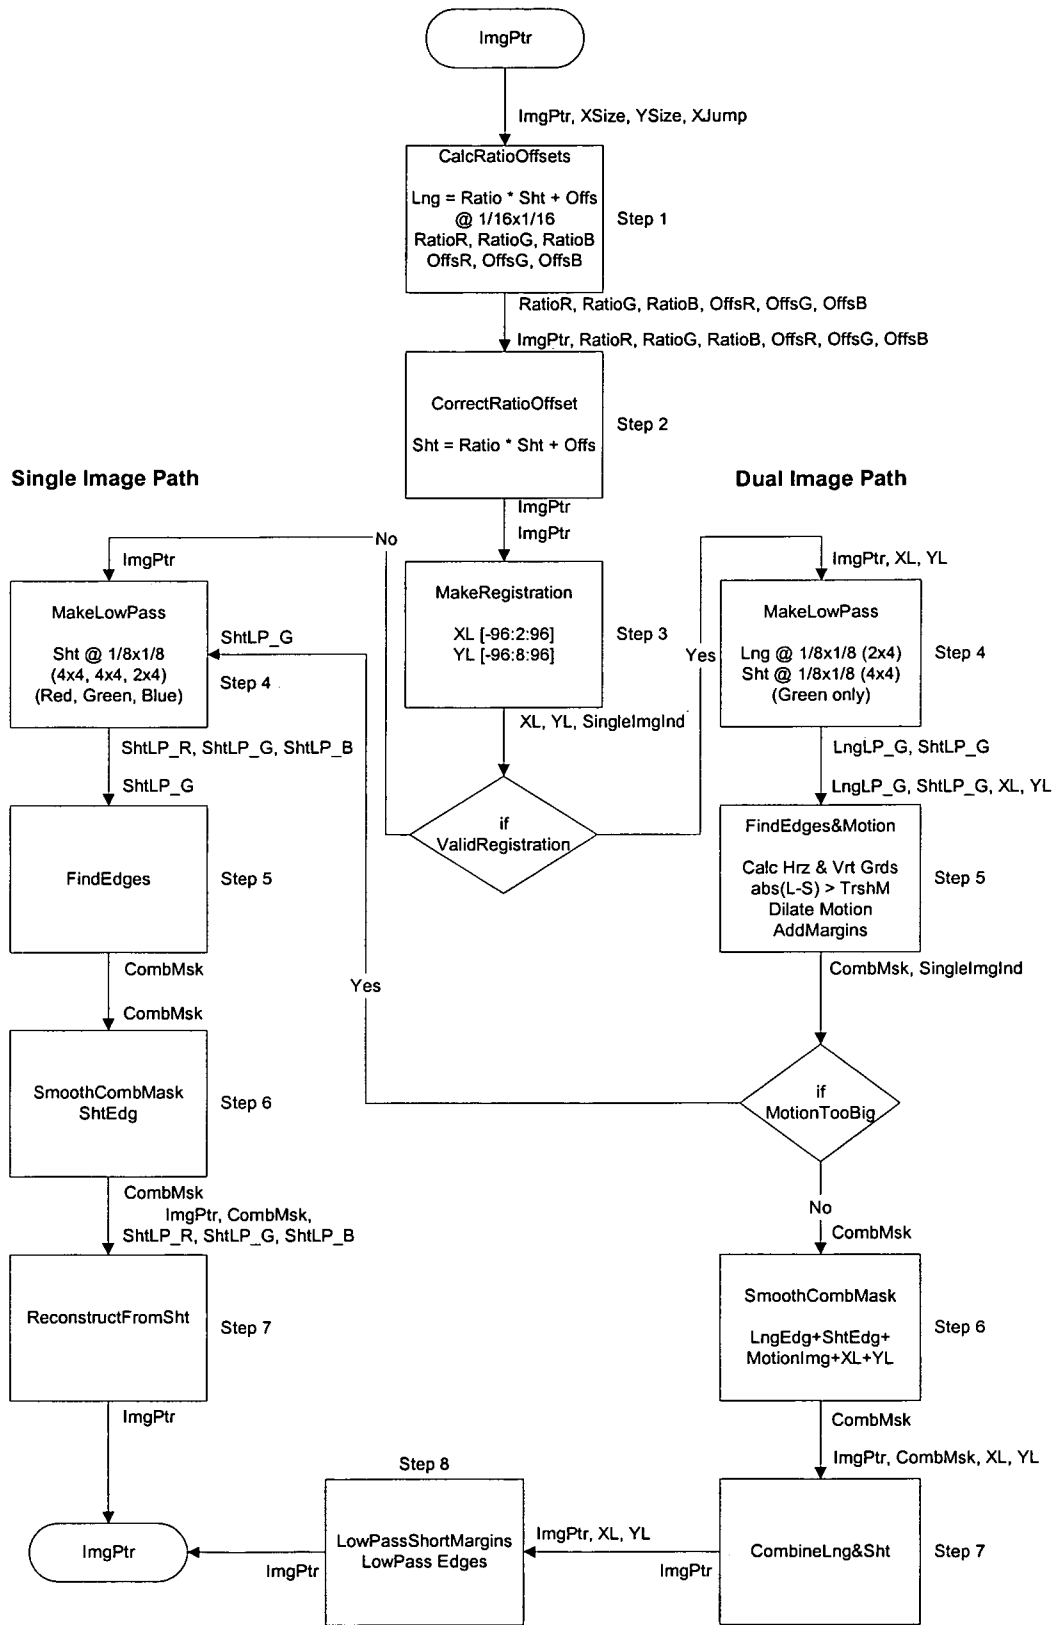 ImgPtr
ImgPtr, XSize, YSize, XJump
CalcRatioOffsets
Lng = Ratio * Sht + Offs
@ 1/16x1/16
RatioR, RatioG, RatioB
OffsR, OffsG, OffsB
Step 1
RatioR, RatioG, RatioB, OffsR, OffsG, OffsB
ImgPtr, RatioR, RatioG, RatioB, OffsR, OffsG, OffsB
CorrectRatioOffset
Sht = Ratio * Sht + Offs
Step 2
Single Image Path
Dual Image Path
ImgPtr
ImgPtr
MakeRegistration
XL [-96:2:96]
YL [-96:8:96]
Step 3
XL, YL, SingleImgInd
if
ValidRegistration
No
Yes
ImgPtr
MakeLowPass
Sht @ 1/8x1/8
(4x4, 4x4, 2x4)
(Red, Green, Blue)
ShtLP_G
Step 4
ShtLP_R, ShtLP_G, ShtLP_B
ShtLP_G
FindEdges
Step 5
CombMsk
CombMsk
SmoothCombMask
ShtEdg
Step 6
CombMsk
ImgPtr, CombMsk,
ShtLP_R, ShtLP_G, ShtLP_B
ReconstructFromSht
Step 7
ImgPtr
ImgPtr
ImgPtr, XL, YL
MakeLowPass
Lng @ 1/8x1/8 (2x4)
Sht @ 1/8x1/8 (4x4)
(Green only)
Step 4
LngLP_G, ShtLP_G
LngLP_G, ShtLP_G, XL, YL
FindEdges&Motion
Calc Hrz & Vrt Grds
abs(L-S) > TrshM
Dilate Motion
AddMargins
Step 5
CombMsk, SingleImgInd
if
MotionTooBig
Yes
No
CombMsk
SmoothCombMask
LngEdg+ShtEdg+
MotionImg+XL+YL
Step 6
CombMsk
ImgPtr, CombMsk, XL, YL
CombineLng&Sht
Step 7
ImgPtr
ImgPtr, XL, YL
Step 8
LowPassShortMargins
LowPass Edges
ImgPtr